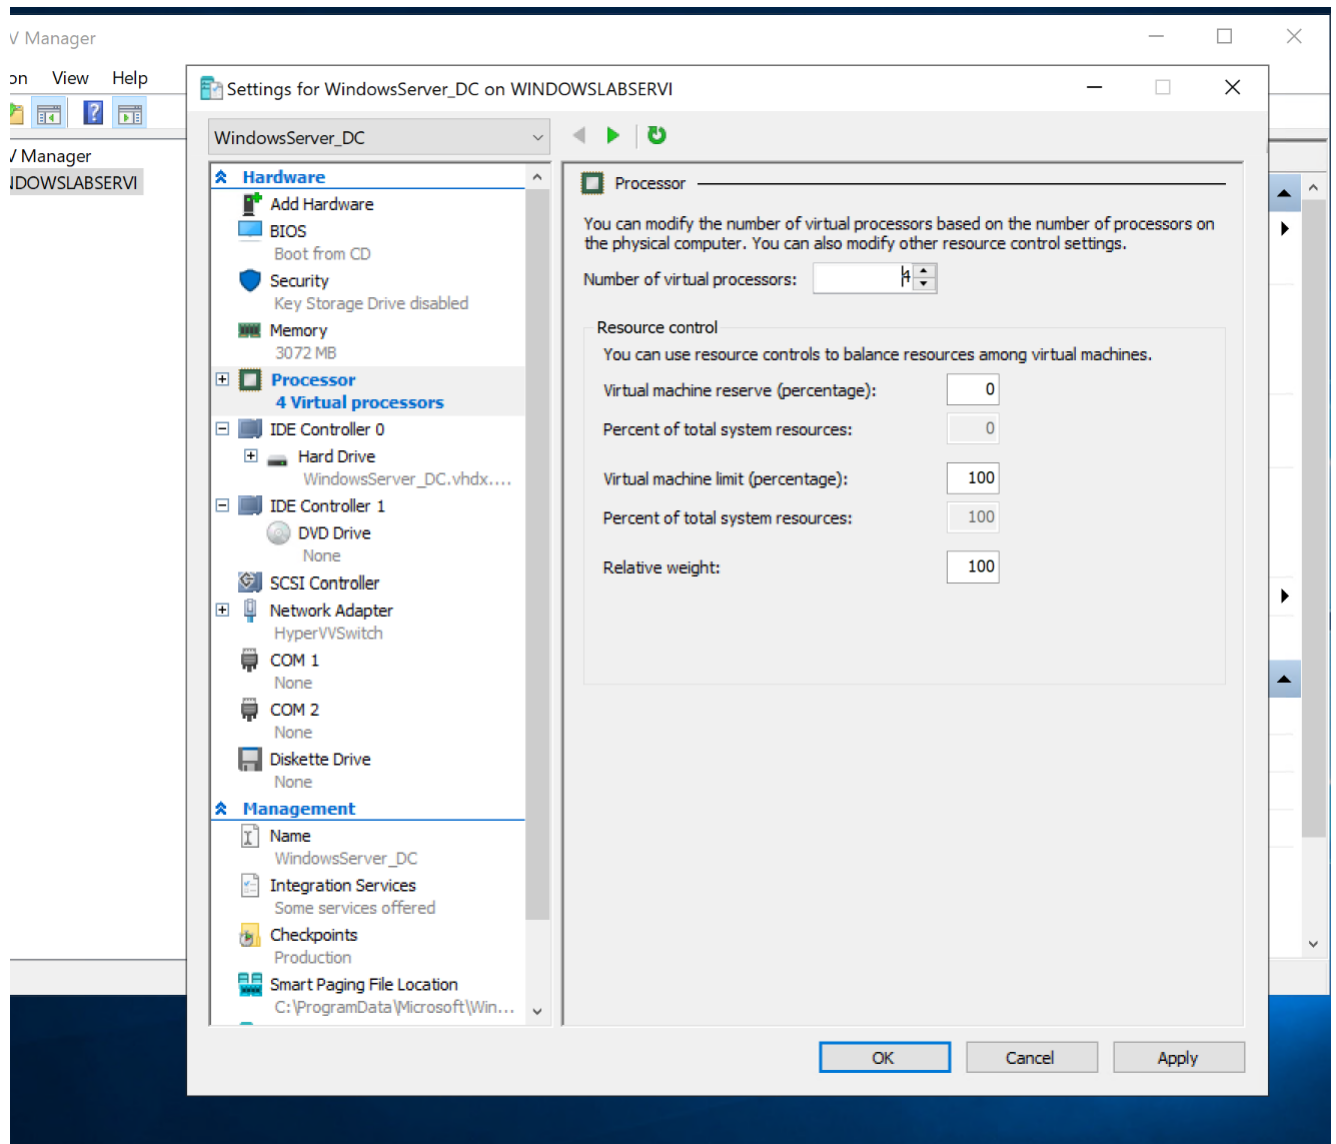 V Manager
on View Help
V Manager
NDOWSLABSERVI
Settings for WindowsServer_DC on WINDOWSLABSERVI
WindowsServer_DC
Hardware
Add Hardware
BIOS
Boot from CD
Security
Key Storage Drive disabled
Memory
3072 MB
Processor
4 Virtual processors
IDE Controller 0
Hard Drive
WindowsServer_DC.vhdx....
IDE Controller 1
DVD Drive
None
SCSI Controller
Network Adapter
HyperVVSwitch
COM 1
None
COM 2
None
Diskette Drive
None
Management
Name
WindowsServer_DC
Integration Services
Some services offered
Checkpoints
Production
Smart Paging File Location
C:\ProgramData\Microsoft\Win...
Processor
You can modify the number of virtual processors based on the number of processors on
the physical computer. You can also modify other resource control settings.
Number of virtual processors: 4
Resource control
You can use resource controls to balance resources among virtual machines.
Virtual machine reserve (percentage): 0
Percent of total system resources: 0
Virtual machine limit (percentage): 100
Percent of total system resources: 100
Relative weight: 100
OK Cancel Apply